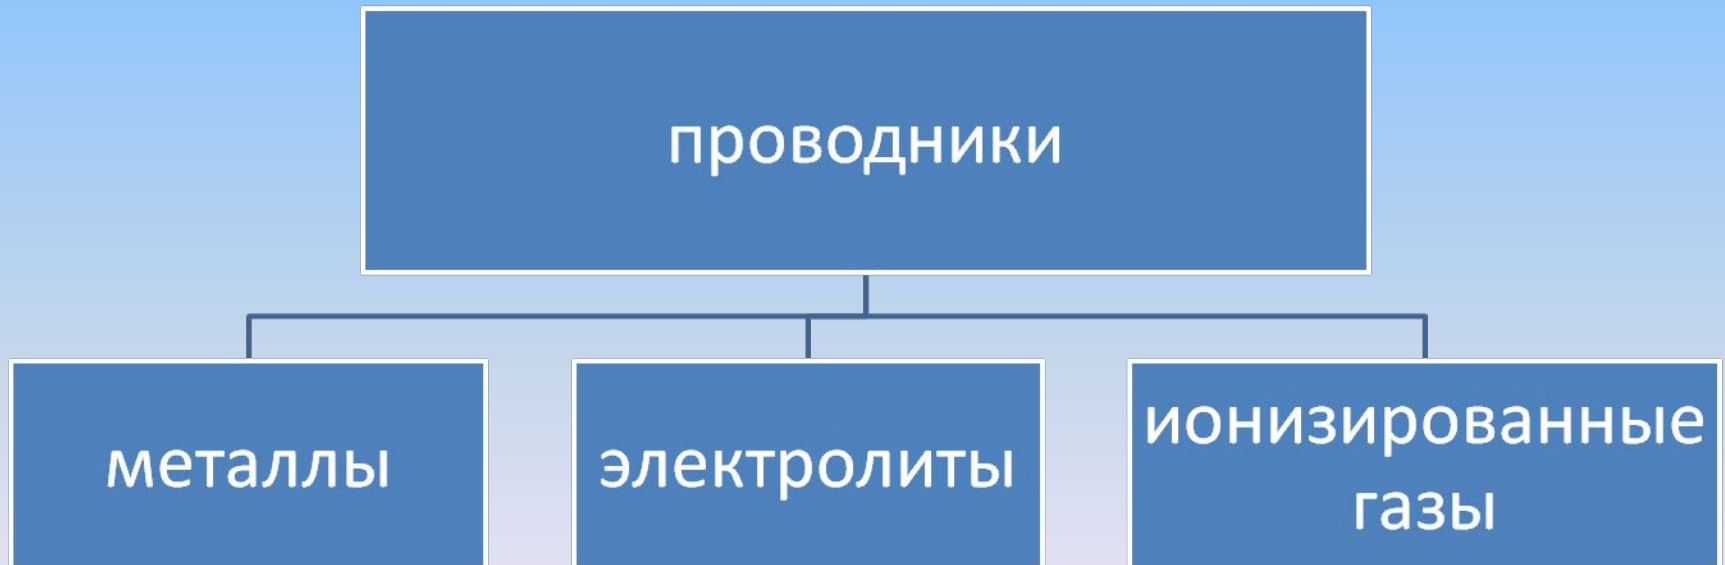 проводники
металлы
электролиты
ионизированные
газы